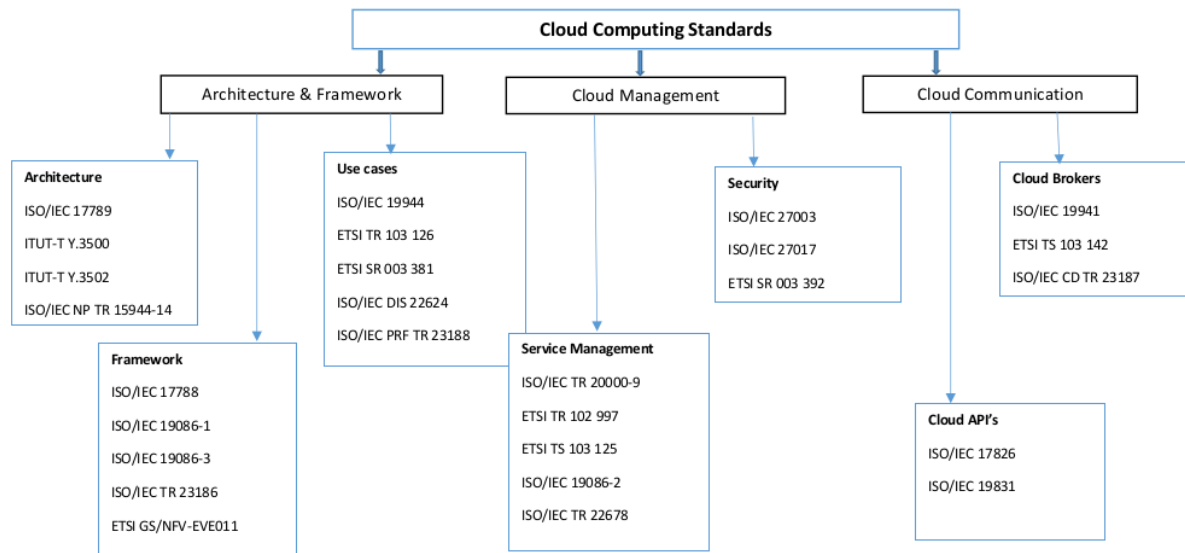 Cloud Computing Standards
Architecture & Framework
Cloud Management
Cloud Communication
Architecture
ISO/IEC 17789
ITUT-T Y.3500
ITUT-T Y.3502
ISO/IEC NP TR 15944-14
Framework
ISO/IEC 17788
ISO/IEC 19086-1
ISO/IEC 19086-3
ISO/IEC TR 23186
ETSI GS/NFV-EVE011
Use cases
ISO/IEC 19944
ETSI TR 103 126
ETSI SR 003 381
ISO/IEC DIS 22624
ISO/IEC PRF TR 23188
Service Management
ISO/IEC TR 20000-9
ETSI TR 102 997
ETSI TS 103 125
ISO/IEC 19086-2
ISO/IEC TR 22678
Security
ISO/IEC 27003
ISO/IEC 27017
ETSI SR 003 392
Cloud Brokers
ISO/IEC 19941
ETSI TS 103 142
ISO/IEC CD TR 23187
Cloud API's
ISO/IEC 17826
ISO/IEC 19831